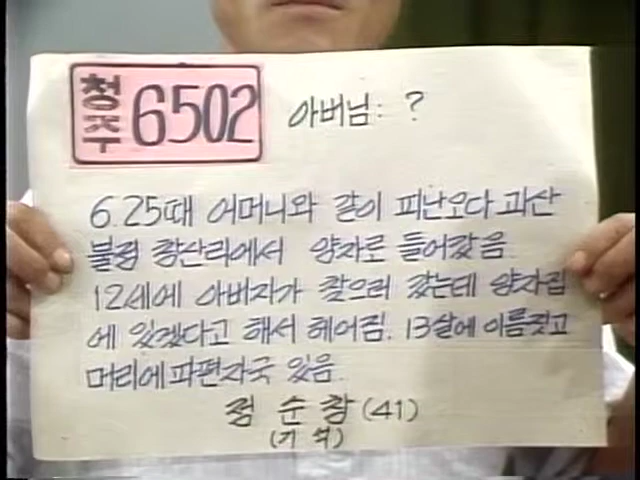 청주 6502
아버님: ?
6.25때 어머니와 같이 피난오다 괴산
불정 창산리에서 양자로 들어갔음.
12세에 아버지가 찾으러 갔는데 양자집
에 있겠다고 해서 헤어짐. 13살에 이름짓고
머리에 파편자국 있음.
정순창 (41)
(기석)